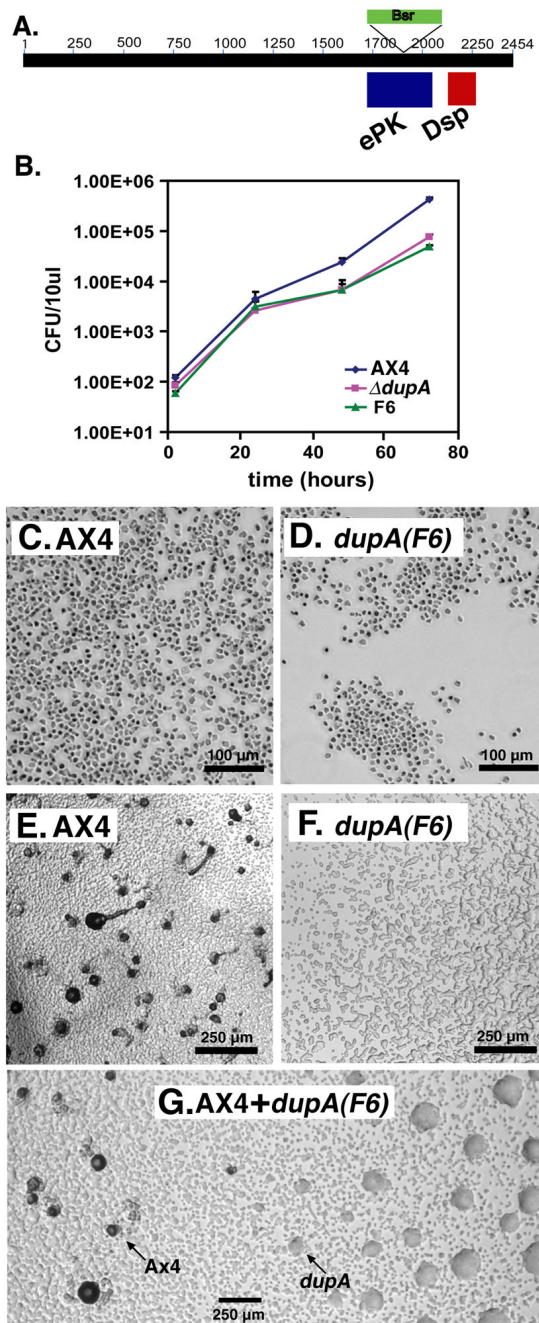 A.
Bsr
1 250 500 750 1000 1250 1500 1750 2000 2250 2454
ePK Dsp
B.
1.00E+06
1.00E+05
1.00E+04
1.00E+03
1.00E+02
1.00E+01
CFU/10ul
AX4
ΔdupA
F6
0 20 40 60 80
time (hours)
C. AX4
100 µm
D. dupA(F6)
100 µm
E. AX4
250 µm
F. dupA(F6)
250 µm
G. AX4+dupA(F6)
Ax4
dupA
250 µm